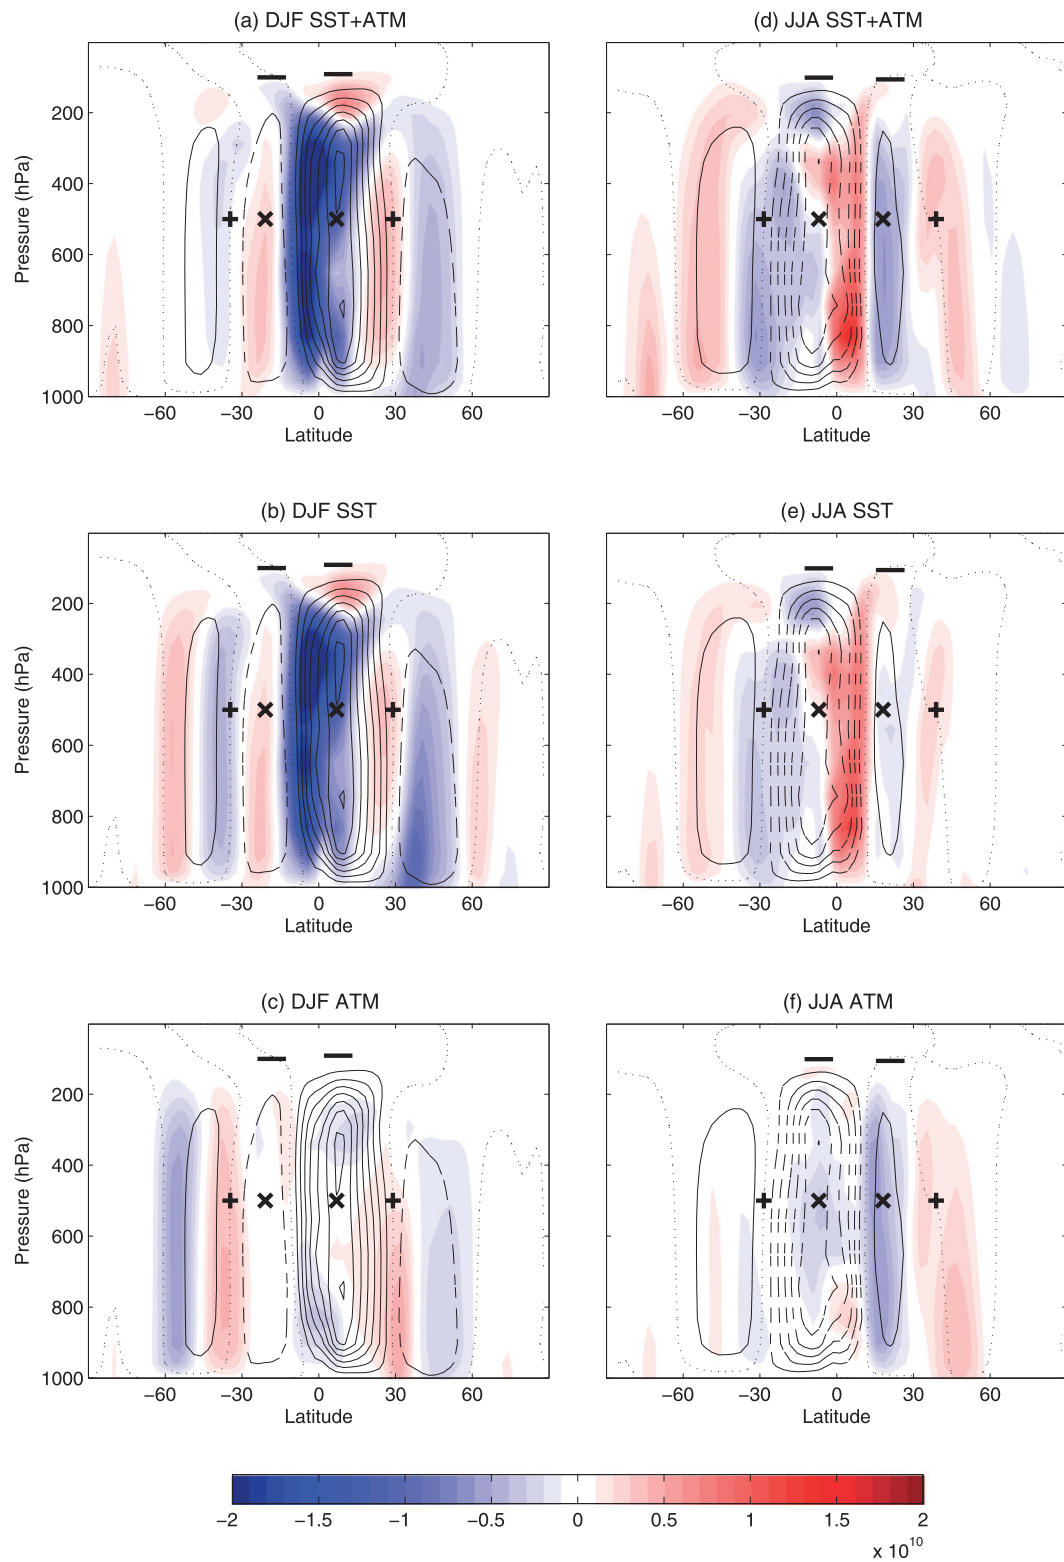 (a) DJF SST+ATM
(d) JJA SST+ATM
Pressure (hPa)
200
400
600
800
1000
−60 −30 0 30 60
Latitude
−60 −30 0 30 60
Latitude
(b) DJF SST
(e) JJA SST
Pressure (hPa)
200
400
600
800
1000
−60 −30 0 30 60
Latitude
−60 −30 0 30 60
Latitude
(c) DJF ATM
(f) JJA ATM
Pressure (hPa)
200
400
600
800
1000
−60 −30 0 30 60
Latitude
−60 −30 0 30 60
Latitude
−2 −1.5 −1 −0.5 0 0.5 1 1.5 2
x 10^10